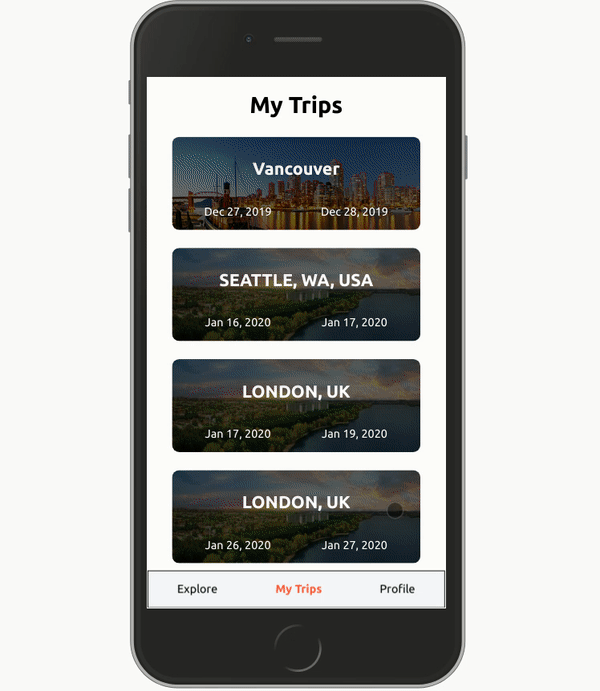 My Trips
Vancouver
Dec 27, 2019 Dec 28, 2019
SEATTLE, WA, USA
Jan 16, 2020 Jan 17, 2020
LONDON, UK
Jan 17, 2020 Jan 19, 2020
LONDON, UK
Jan 26, 2020 Jan 27, 2020
Explore My Trips Profile